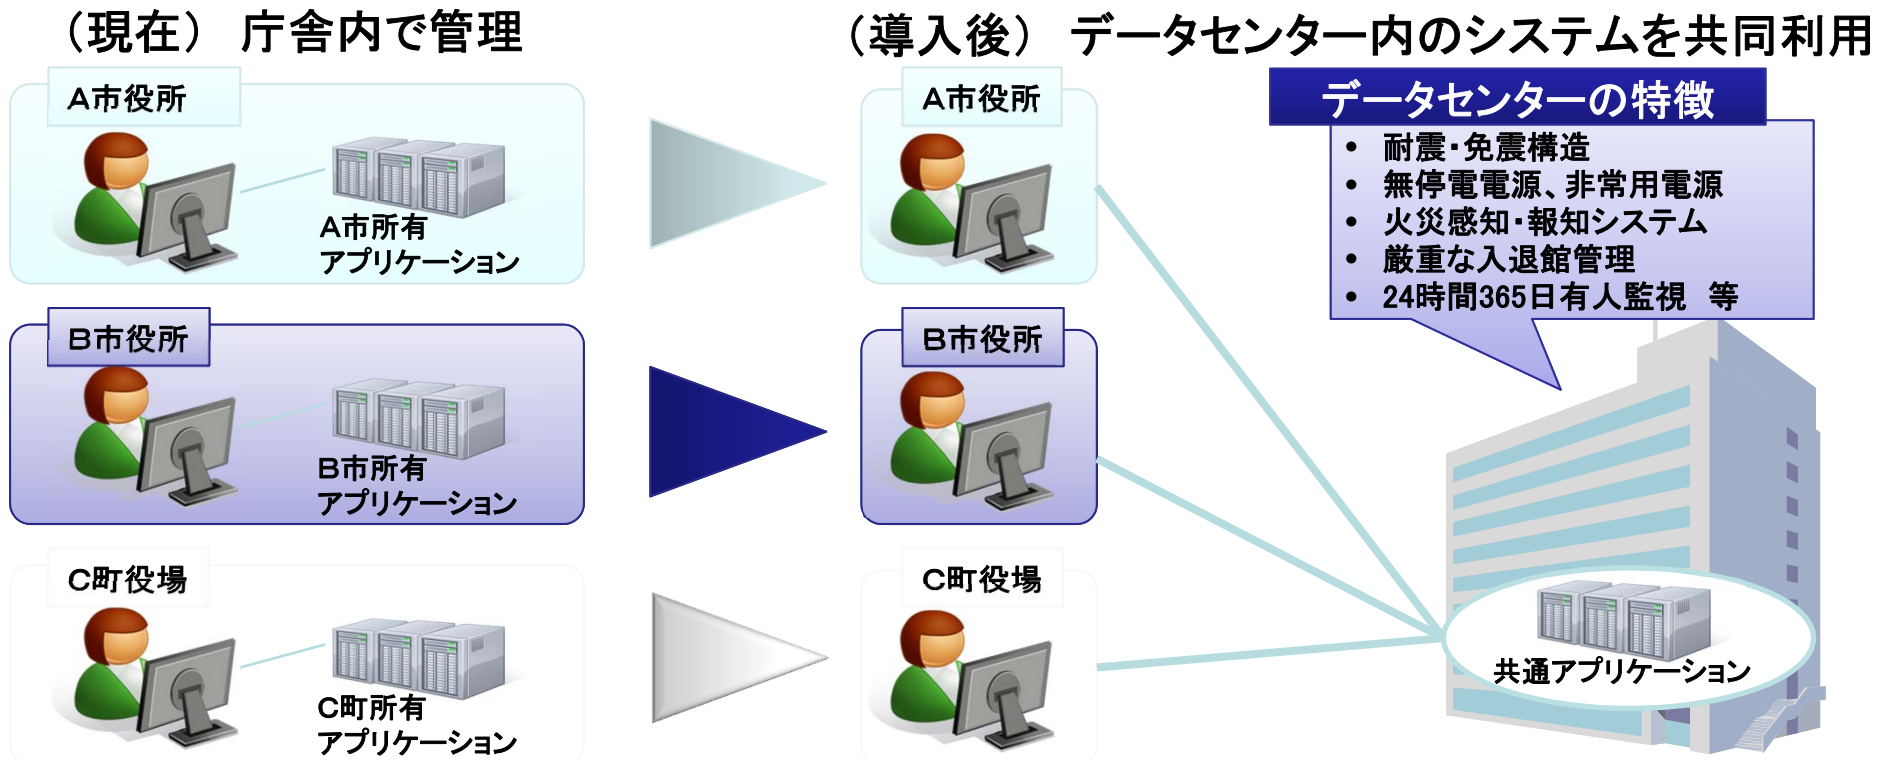 （現在） 庁舎内で管理
A市役所
A市所有
アプリケーション
B市役所
B市所有
アプリケーション
C町役場
C町所有
アプリケーション
（導入後） データセンター内のシステムを共同利用
A市役所
B市役所
C町役場
データセンターの特徴
• 耐震・免震構造
• 無停電電源、非常用電源
• 火災感知・報知システム
• 厳重な入退館管理
• 24時間365日有人監視　等
共通アプリケーション